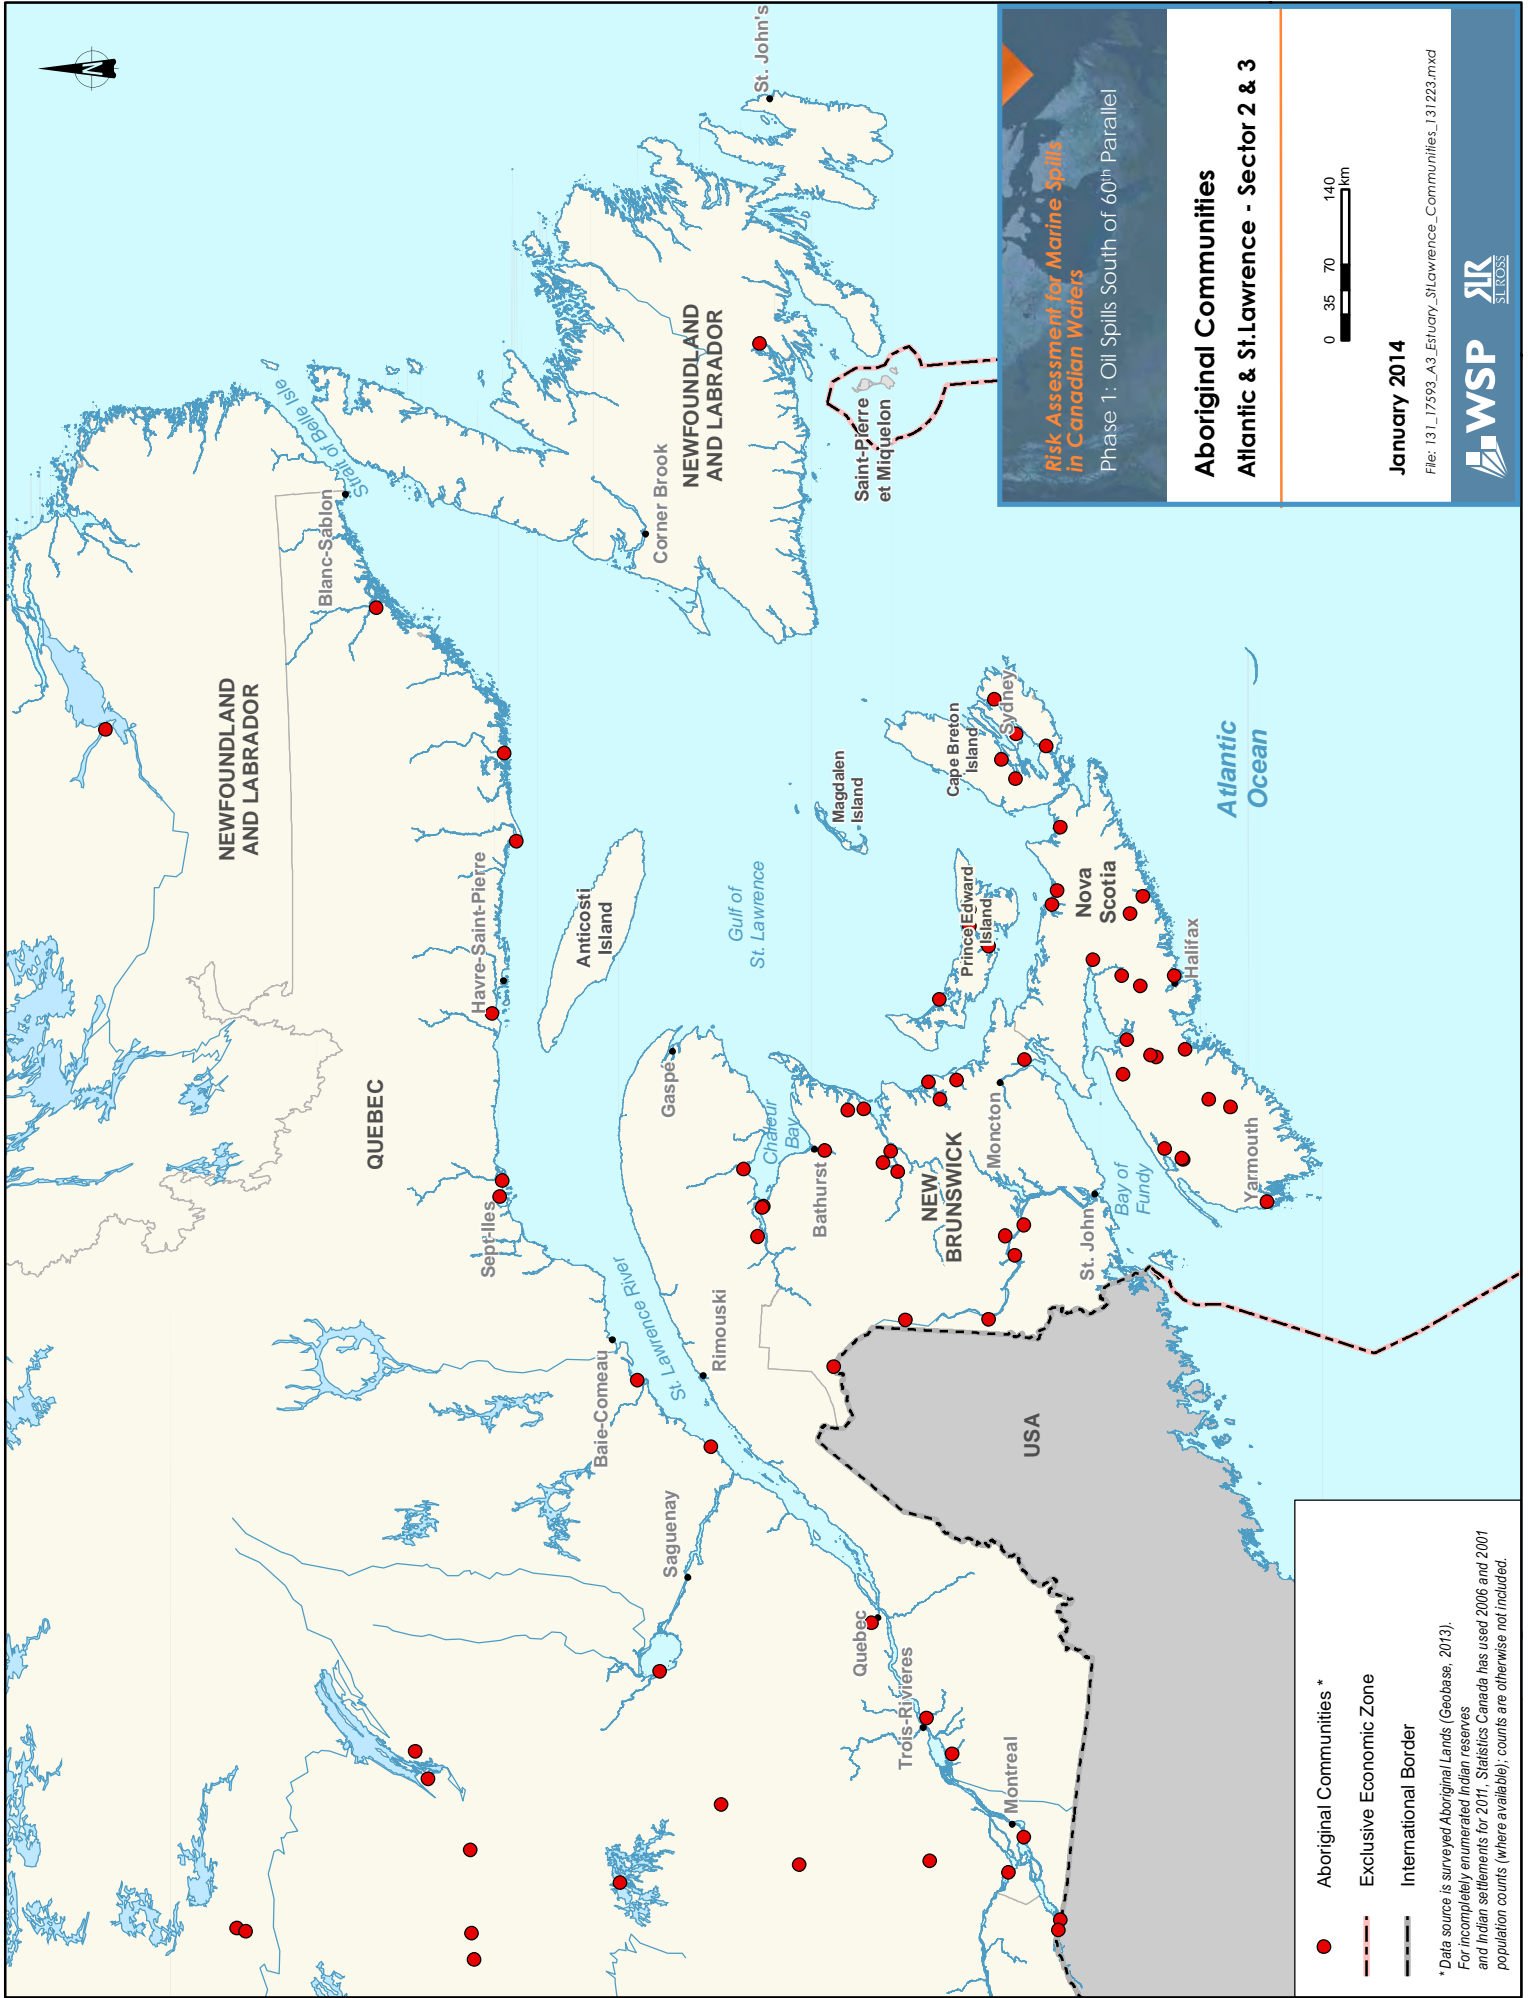 N
St. John's
Strait of Belle Isle
Blanc-Sablon
Corner Brook
NEWFOUNDLAND
AND LABRADOR
Saint-Pierre
et Miquelon
NEWFOUNDLAND
AND LABRADOR
Havre-Saint-Pierre
Anticosti
Island
Gulf of
St. Lawrence
Magdalen
Island
Cape Breton
Island
Sydney
Prince Edward
Island
Nova
Scotia
Halifax
Atlantic
Ocean
QUEBEC
Sept-Iles
Gaspé
Chaleur
Bay
Bathurst
NEW
BRUNSWICK
Moncton
St. John
Bay of
Fundy
Yarmouth
Baie-Comeau
St. Lawrence River
Rimouski
Saguenay
Quebec
Trois-Rivières
Montreal
USA
Risk Assessment for Marine Spills
in Canadian Waters
Phase 1: Oil Spills South of 60th Parallel
Aboriginal Communities
Atlantic & St.Lawrence - Sector 2 & 3
0 35 70 140
km
January 2014
File: 131_17593_A3_Estuary_StLawrence_Communities_131223.mxd
WSP
SLR
SL ROSS
Aboriginal Communities *
Exclusive Economic Zone
International Border
* Data source is surveyed Aboriginal Lands (Geobase, 2013).
For incompletely enumerated Indian reserves
and Indian settlements for 2011, Statistics Canada has used 2006 and 2001
population counts (where available); counts are otherwise not included.